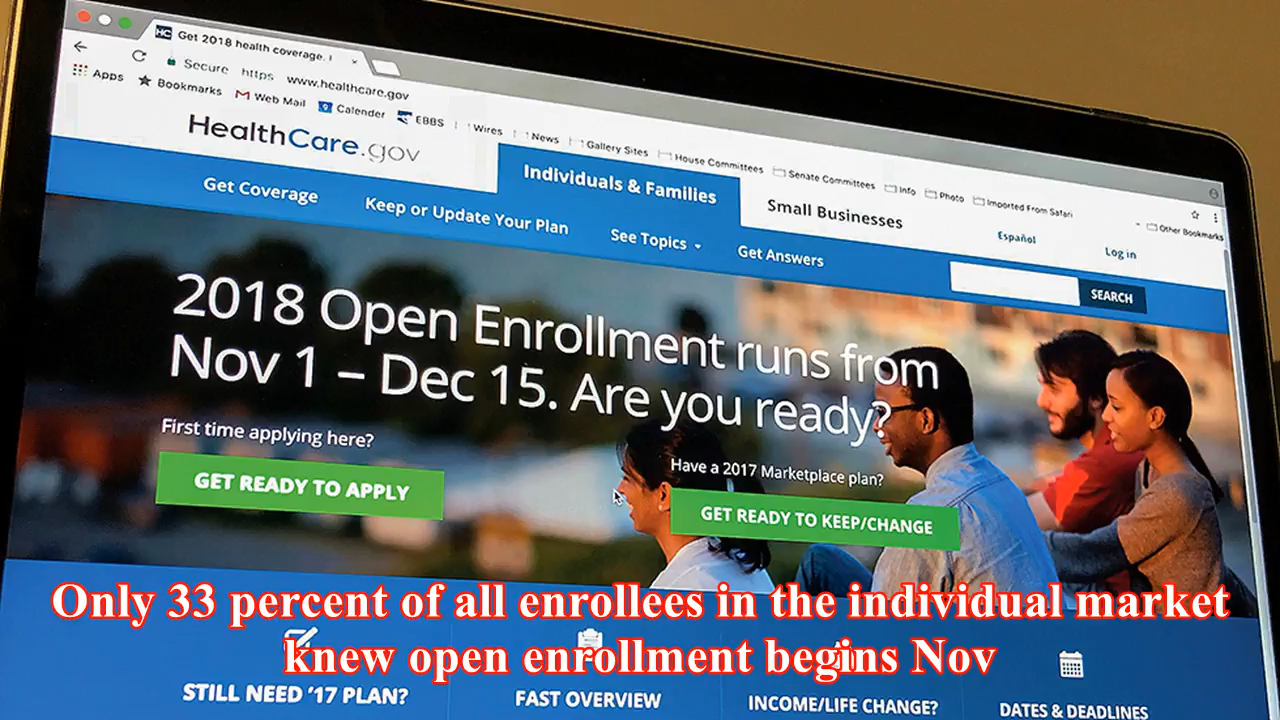 HC Get 2018 health coverage.
Secure https www.healthcare.gov
Apps Bookmarks Web Mail Calender EBBS Wires News Gallery Sites House Committees Senate Committees Info Photo Imported From Safari
Other Bookmarks
HealthCare.gov
Individuals & Families
Small Businesses
Español
Log in
Get Coverage
Keep or Update Your Plan
See Topics
Get Answers
SEARCH
2018 Open Enrollment runs from
Nov 1 – Dec 15. Are you ready?
First time applying here?
GET READY TO APPLY
Have a 2017 Marketplace plan?
GET READY TO KEEP/CHANGE
Only 33 percent of all enrollees in the individual market
knew open enrollment begins Nov
STILL NEED '17 PLAN?
FAST OVERVIEW
INCOME/LIFE CHANGE?
DATES & DEADLINES